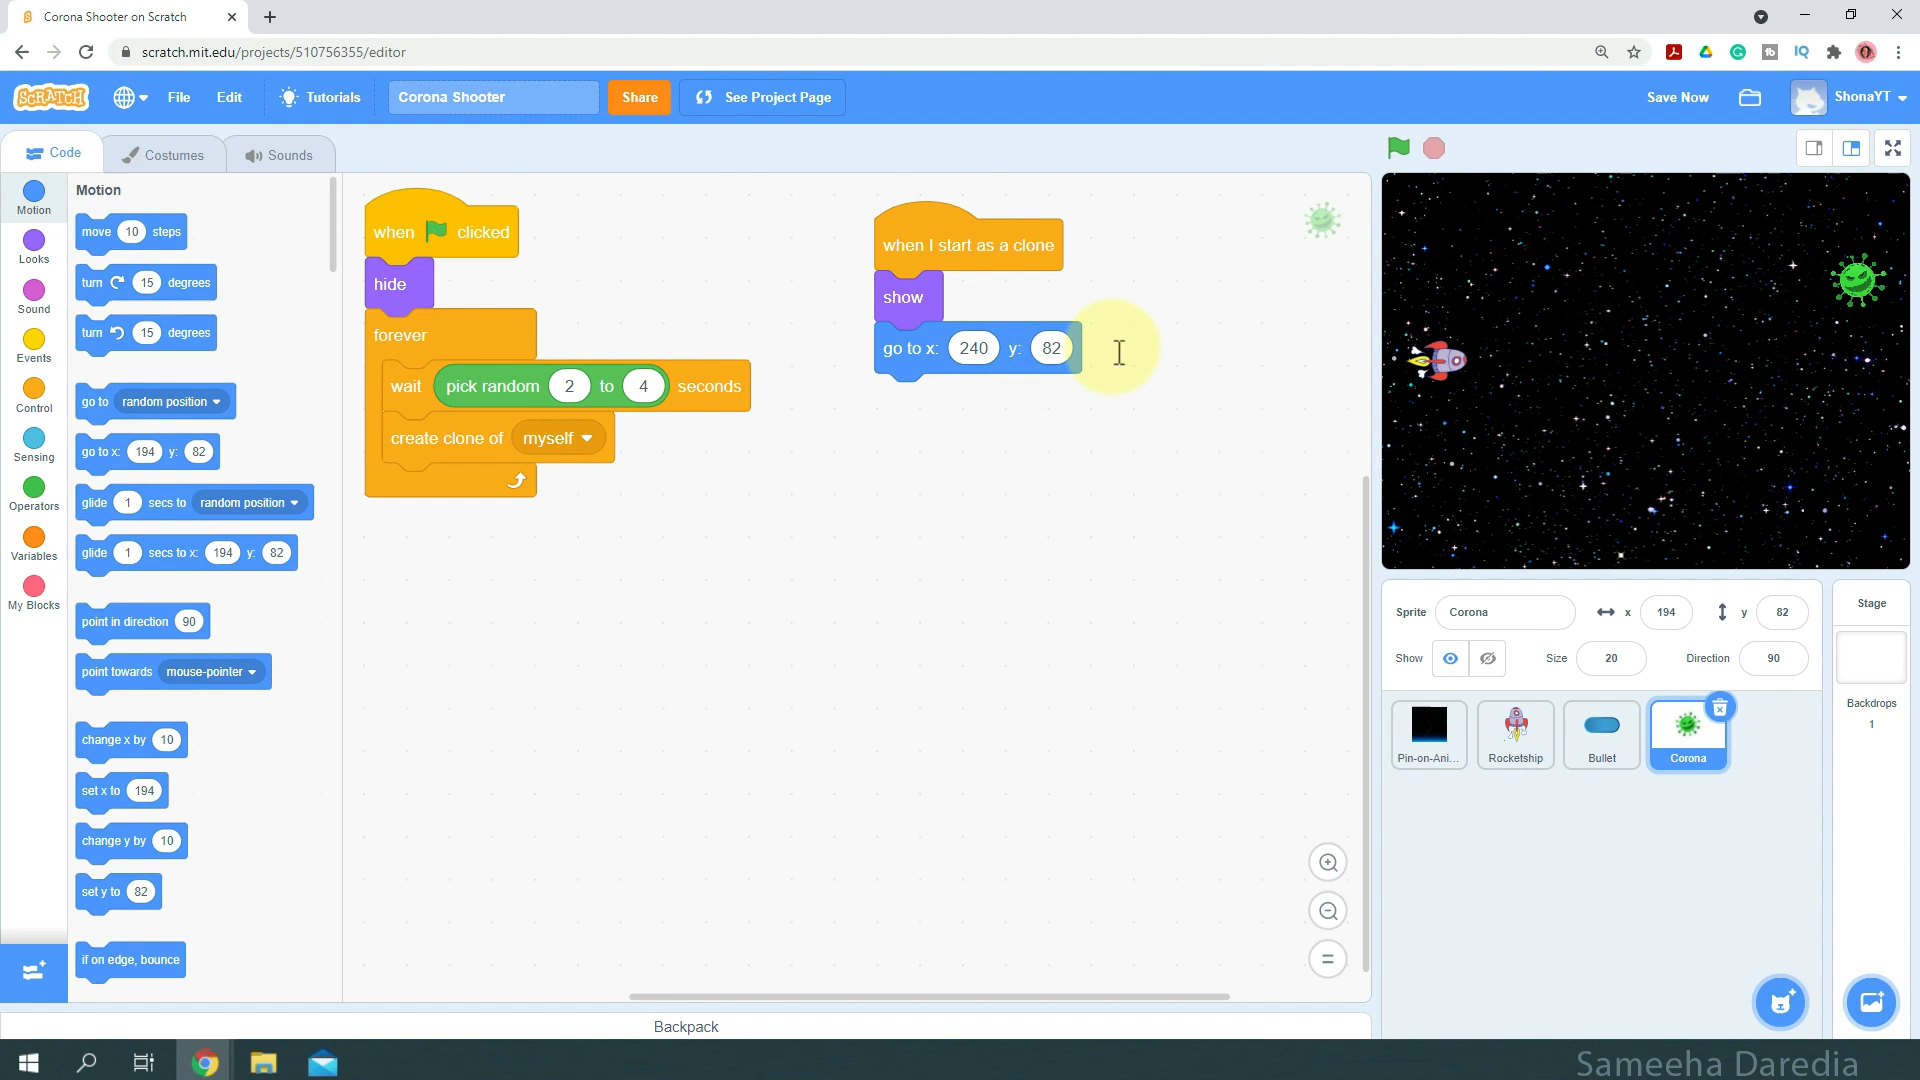 Corona Shooter on Scratch
scratch.mit.edu/projects/510756355/editor
SCRATCH
File
Edit
Tutorials
Corona Shooter
Share
See Project Page
Save Now
ShonaYT
Code
Costumes
Sounds
Motion
Looks
Sound
Events
Control
Sensing
Operators
Variables
My Blocks
Motion
move 10 steps
turn 15 degrees
turn 15 degrees
go to random position
go to x: 194 y: 82
glide 1 secs to random position
glide 1 secs to x: 194 y: 82
point in direction 90
point towards mouse-pointer
change x by 10
set x to 194
change y by 10
set y to 82
if on edge, bounce
when clicked
hide
forever
wait pick random 2 to 4 seconds
create clone of myself
when I start as a clone
show
go to x: 240 y: 82
Sprite Corona x 194 y 82
Show Size 20 Direction 90
Pin-on-Ani...
Rocketship
Bullet
Corona
Stage
Backdrops
1
Backpack
Sameeha Daredia